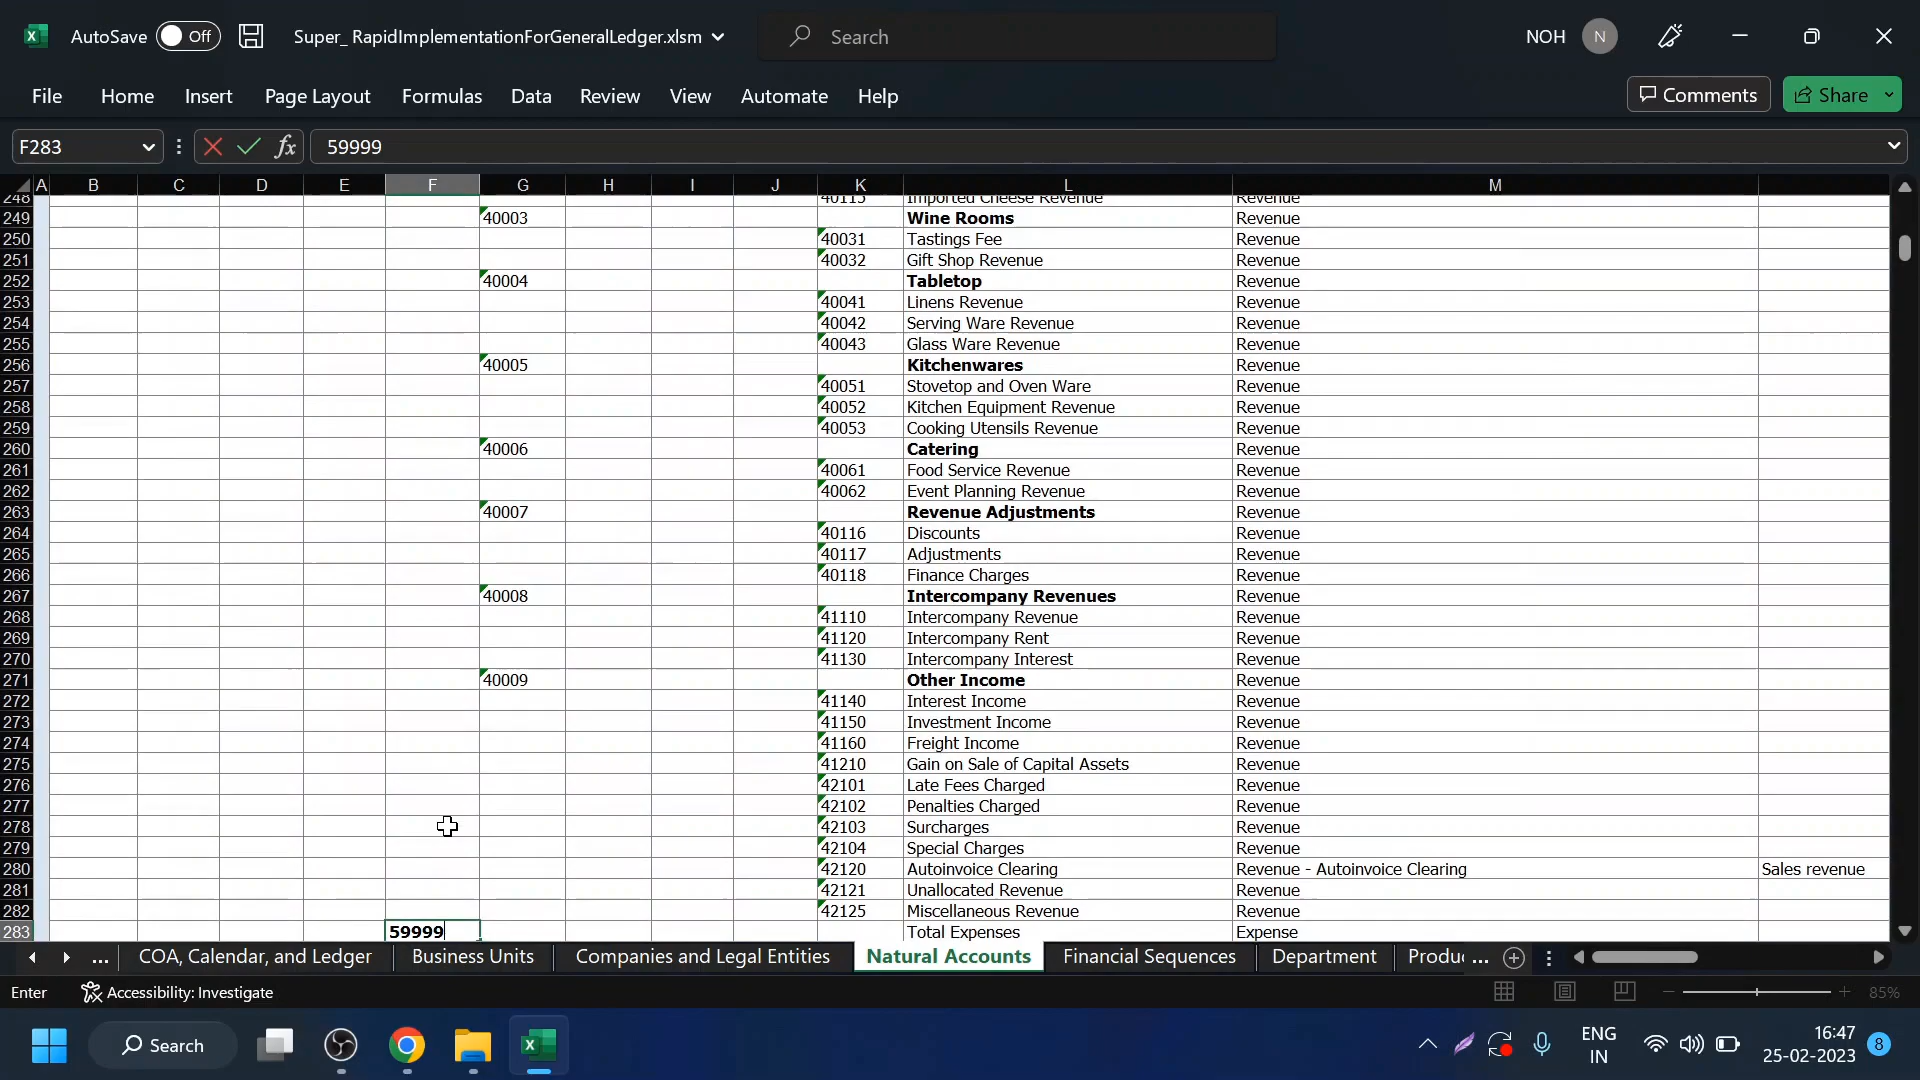 AutoSave Off Super_ RapidImplementationForGeneralLedger.xlsm Search NOH N
File Home Insert Page Layout Formulas Data Review View Automate Help Comments Share
F283 fx 59999
A B C D E F G H I J K L M
248 40115 Imported Cheese Revenue Revenue
249 40003 Wine Rooms Revenue
250 40031 Tastings Fee Revenue
251 40032 Gift Shop Revenue Revenue
252 40004 Tabletop Revenue
253 40041 Linens Revenue Revenue
254 40042 Serving Ware Revenue Revenue
255 40043 Glass Ware Revenue Revenue
256 40005 Kitchenwares Revenue
257 40051 Stovetop and Oven Ware Revenue
258 40052 Kitchen Equipment Revenue Revenue
259 40053 Cooking Utensils Revenue Revenue
260 40006 Catering Revenue
261 40061 Food Service Revenue Revenue
262 40062 Event Planning Revenue Revenue
263 40007 Revenue Adjustments Revenue
264 40116 Discounts Revenue
265 40117 Adjustments Revenue
266 40118 Finance Charges Revenue
267 40008 Intercompany Revenues Revenue
268 41110 Intercompany Revenue Revenue
269 41120 Intercompany Rent Revenue
270 41130 Intercompany Interest Revenue
271 40009 Other Income Revenue
272 41140 Interest Income Revenue
273 41150 Investment Income Revenue
274 41160 Freight Income Revenue
275 41210 Gain on Sale of Capital Assets Revenue
276 42101 Late Fees Charged Revenue
277 42102 Penalties Charged Revenue
278 42103 Surcharges Revenue
279 42104 Special Charges Revenue
280 42120 Autoinvoice Clearing Revenue - Autoinvoice Clearing Sales revenue
281 42121 Unallocated Revenue Revenue
282 42125 Miscellaneous Revenue Revenue
283 59999 Total Expenses Expense
... COA, Calendar, and Ledger Business Units Companies and Legal Entities Natural Accounts Financial Sequences Department Produc ...
Enter Accessibility: Investigate 85%
Search ENG 16:47 8
IN 25-02-2023